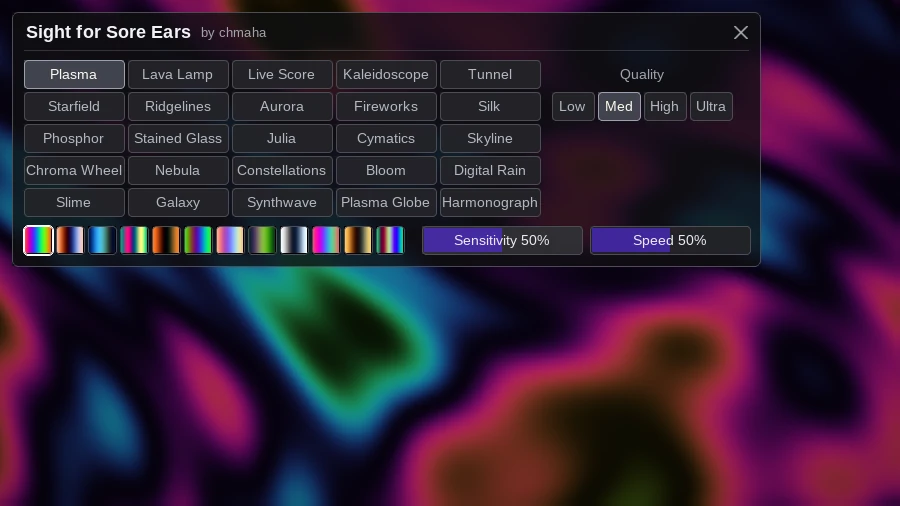 Sight for Sore Ears by chmaha
Plasma Lava Lamp Live Score Kaleidoscope Tunnel Quality
Starfield Ridgelines Aurora Fireworks Silk Low Med High Ultra
Phosphor Stained Glass Julia Cymatics Skyline
Chroma Wheel Nebula Constellations Bloom Digital Rain
Slime Galaxy Synthwave Plasma Globe Harmonograph
Sensitivity 50% Speed 50%